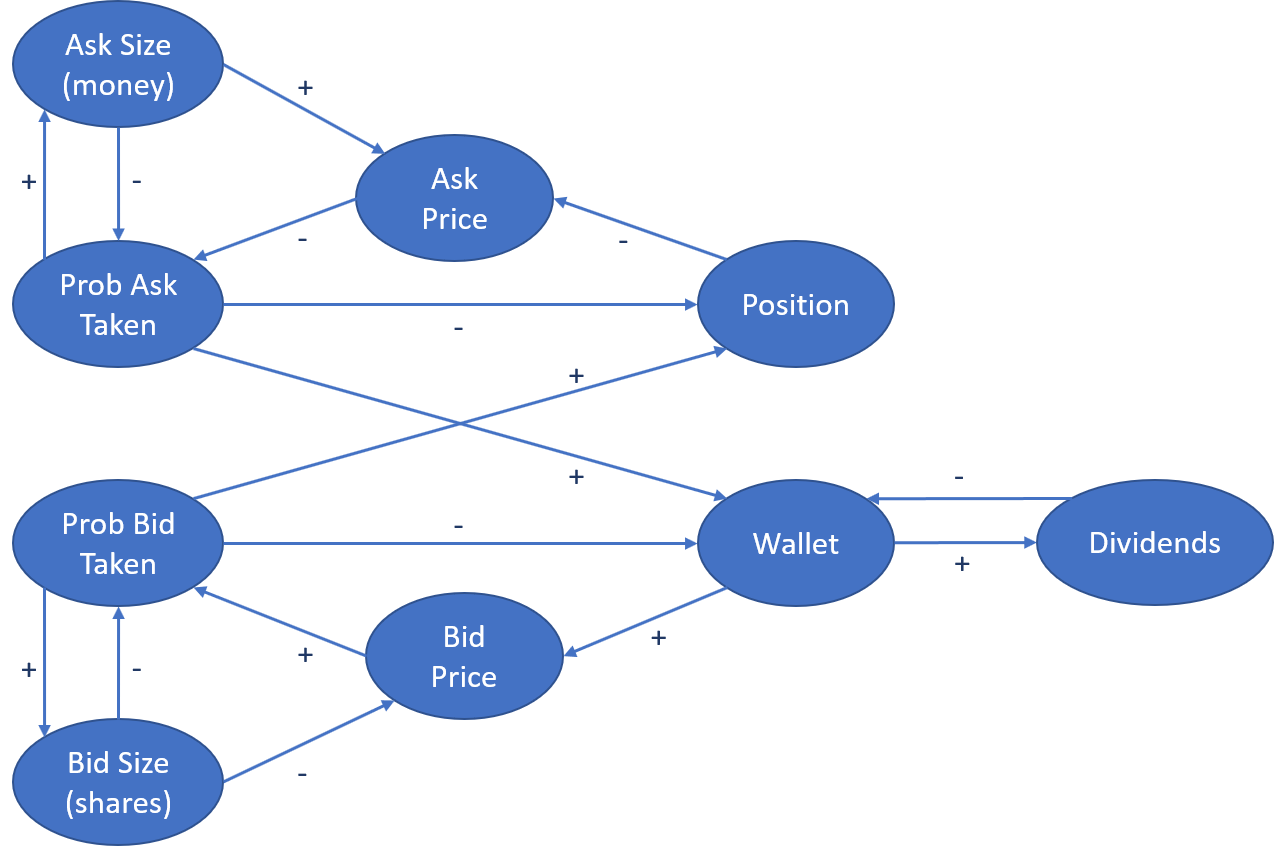 Ask Size
(money)
+
Ask
Price
+
-
-
-
Prob Ask
Taken
Position
-
+
+
-
Prob Bid
Taken
-
Wallet
Dividends
+
Bid
Price
+
+
+
-
Bid Size
(shares)
-